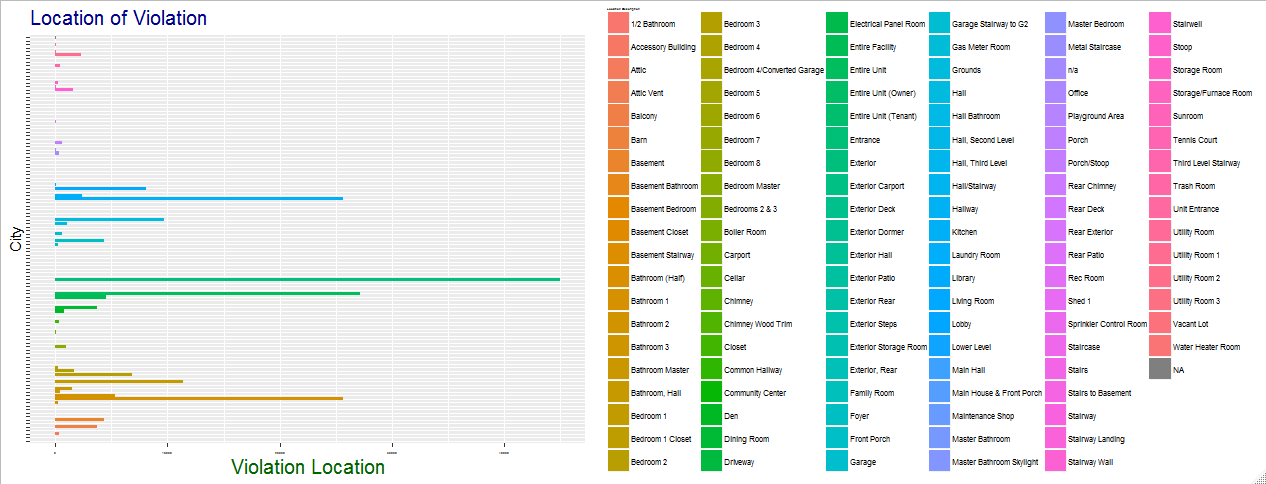 Location of Violation
City
Violation Location
Location Description
1/2 Bathroom
Accessory Building
Attic
Attic Vent
Balcony
Barn
Basement
Basement Bathroom
Basement Bedroom
Basement Closet
Basement Stairway
Bathroom (Half)
Bathroom 1
Bathroom 2
Bathroom 3
Bathroom Master
Bathroom, Hall
Bedroom 1
Bedroom 1 Closet
Bedroom 2
Bedroom 3
Bedroom 4
Bedroom 4/Converted Garage
Bedroom 5
Bedroom 6
Bedroom 7
Bedroom 8
Bedroom Master
Bedrooms 2 & 3
Boiler Room
Carport
Cellar
Chimney
Chimney Wood Trim
Closet
Common Hallway
Community Center
Den
Dining Room
Driveway
Electrical Panel Room
Entire Facility
Entire Unit
Entire Unit (Owner)
Entire Unit (Tenant)
Entrance
Exterior
Exterior Carport
Exterior Deck
Exterior Dormer
Exterior Hall
Exterior Patio
Exterior Rear
Exterior Steps
Exterior Storage Room
Exterior, Rear
Family Room
Foyer
Front Porch
Garage
Garage Stairway to G2
Gas Meter Room
Grounds
Hall
Hall Bathroom
Hall, Second Level
Hall, Third Level
Hall/Stairway
Hallway
Kitchen
Laundry Room
Library
Living Room
Lobby
Lower Level
Main Hall
Main House & Front Porch
Maintenance Shop
Master Bathroom
Master Bathroom Skylight
Master Bedroom
Metal Staircase
n/a
Office
Playground Area
Porch
Porch/Stoop
Rear Chimney
Rear Deck
Rear Exterior
Rear Patio
Rec Room
Shed 1
Sprinkler Control Room
Staircase
Stairs
Stairs to Basement
Stairway
Stairway Landing
Stairway Wall
Stairwell
Stoop
Storage Room
Storage/Furnace Room
Sunroom
Tennis Court
Third Level Stairway
Trash Room
Unit Entrance
Utility Room
Utility Room 1
Utility Room 2
Utility Room 3
Vacant Lot
Water Heater Room
NA